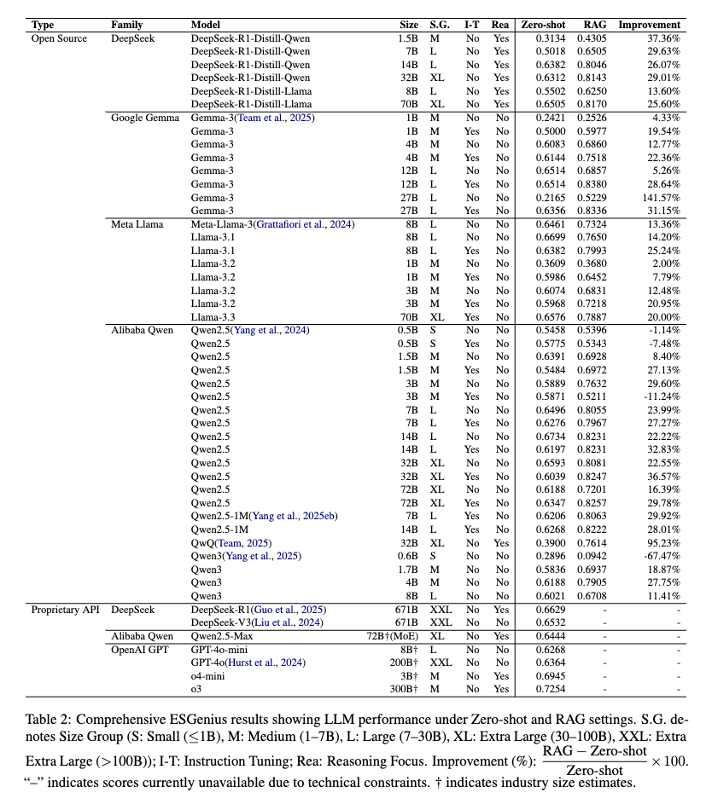 Type Family Model Size S.G. I-T Rea Zero-shot RAG Improvement
Open Source DeepSeek DeepSeek-R1-Distill-Qwen 1.5B M No Yes 0.3134 0.4305 37.36%
DeepSeek-R1-Distill-Qwen 7B L No Yes 0.5018 0.6505 29.63%
DeepSeek-R1-Distill-Qwen 14B L No Yes 0.6382 0.8046 26.07%
DeepSeek-R1-Distill-Qwen 32B XL No Yes 0.6312 0.8143 29.01%
DeepSeek-R1-Distill-Llama 8B L No Yes 0.5502 0.6250 13.60%
DeepSeek-R1-Distill-Llama 70B XL No Yes 0.6505 0.8170 25.60%
Google Gemma Gemma-3(Team et al., 2025) 1B M No No 0.2421 0.2526 4.33%
Gemma-3 1B M Yes No 0.5000 0.5977 19.54%
Gemma-3 4B M No No 0.6083 0.6860 12.77%
Gemma-3 4B M Yes No 0.6144 0.7518 22.36%
Gemma-3 12B L No No 0.6514 0.6857 5.26%
Gemma-3 12B L Yes No 0.6514 0.8380 28.64%
Gemma-3 27B L No No 0.2165 0.5229 141.57%
Gemma-3 27B L Yes No 0.6356 0.8336 31.15%
Meta Llama Meta-Llama-3(Grattafiori et al., 2024) 8B L No No 0.6461 0.7324 13.36%
Llama-3.1 8B L No No 0.6699 0.7650 14.20%
Llama-3.1 8B L Yes No 0.6382 0.7993 25.24%
Llama-3.2 1B M No No 0.3609 0.3680 2.00%
Llama-3.2 1B M Yes No 0.5986 0.6452 7.79%
Llama-3.2 3B M No No 0.6074 0.6831 12.48%
Llama-3.2 3B M Yes No 0.5968 0.7218 20.95%
Llama-3.3 70B XL Yes No 0.6576 0.7887 20.00%
Alibaba Qwen Qwen2.5(Yang et al., 2024) 0.5B S No No 0.5458 0.5396 -1.14%
Qwen2.5 0.5B S Yes No 0.5775 0.5343 -7.48%
Qwen2.5 1.5B M No No 0.6391 0.6928 8.40%
Qwen2.5 1.5B M Yes No 0.5484 0.6972 27.13%
Qwen2.5 3B M No No 0.5889 0.7632 29.60%
Qwen2.5 3B M Yes No 0.5871 0.5211 -11.24%
Qwen2.5 7B L No No 0.6496 0.8055 23.99%
Qwen2.5 7B L Yes No 0.6276 0.7967 27.27%
Qwen2.5 14B L No No 0.6734 0.8231 22.22%
Qwen2.5 14B L Yes No 0.6197 0.8231 32.83%
Qwen2.5 32B XL No No 0.6593 0.8081 22.55%
Qwen2.5 32B XL Yes No 0.6039 0.8247 36.57%
Qwen2.5 72B XL No No 0.6188 0.7201 16.39%
Qwen2.5 72B XL Yes No 0.6347 0.8257 29.78%
Qwen2.5-1M(Yang et al., 2025eb) 7B L Yes No 0.6206 0.8063 29.92%
Qwen2.5-1M 14B L Yes No 0.6268 0.8222 28.01%
QwQ(Team, 2025) 32B XL No Yes 0.3900 0.7614 95.23%
Qwen3(Yang et al., 2025) 0.6B S No No 0.2896 0.0942 -67.47%
Qwen3 1.7B M No No 0.5836 0.6937 18.87%
Qwen3 4B M No No 0.6188 0.7905 27.75%
Qwen3 8B L No No 0.6021 0.6708 11.41%
Proprietary API DeepSeek DeepSeek-R1(Guo et al., 2025) 671B XXL No Yes 0.6629 - -
DeepSeek-V3(Liu et al., 2024) 671B XXL No No 0.6532 - -
Alibaba Qwen Qwen2.5-Max 72B†(MoE) XL No Yes 0.6444 - -
OpenAI GPT GPT-4o-mini 8B† L No No 0.6268 - -
GPT-4o(Hurst et al., 2024) 200B† XXL No No 0.6364 - -
o4-mini 3B† M No Yes 0.6945 - -
o3 300B† M No Yes 0.7254 - -
Table 2: Comprehensive ESGenius results showing LLM performance under Zero-shot and RAG settings. S.G. de-
notes Size Group (S: Small (≤1B), M: Medium (1–7B), L: Large (7–30B), XL: Extra Large (30–100B), XXL: Extra
Extra Large (>100B)); I-T: Instruction Tuning; Rea: Reasoning Focus. Improvement (%): RAG − Zero-shot / Zero-shot × 100.
“–” indicates scores currently unavailable due to technical constraints. † indicates industry size estimates.